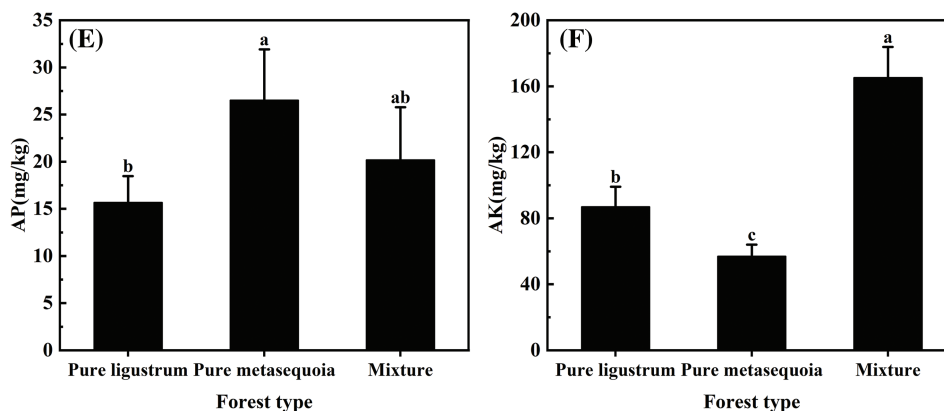 (E)
AP(mg/kg)
35
30
25
20
15
10
5
0
b
a
ab
Pure ligustrum Pure metasequoia Mixture
Forest type
(F)
AK(mg/kg)
200
160
120
80
40
0
b
c
a
Pure ligustrum Pure metasequoia Mixture
Forest type